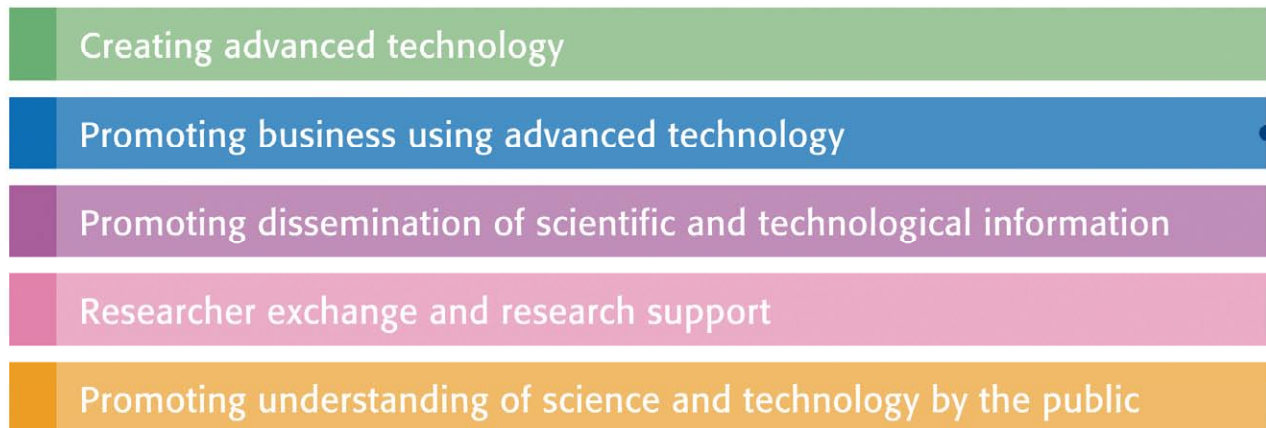 Creating advanced technology
Promoting business using advanced technology
Promoting dissemination of scientific and technological information
Researcher exchange and research support
Promoting understanding of science and technology by the public